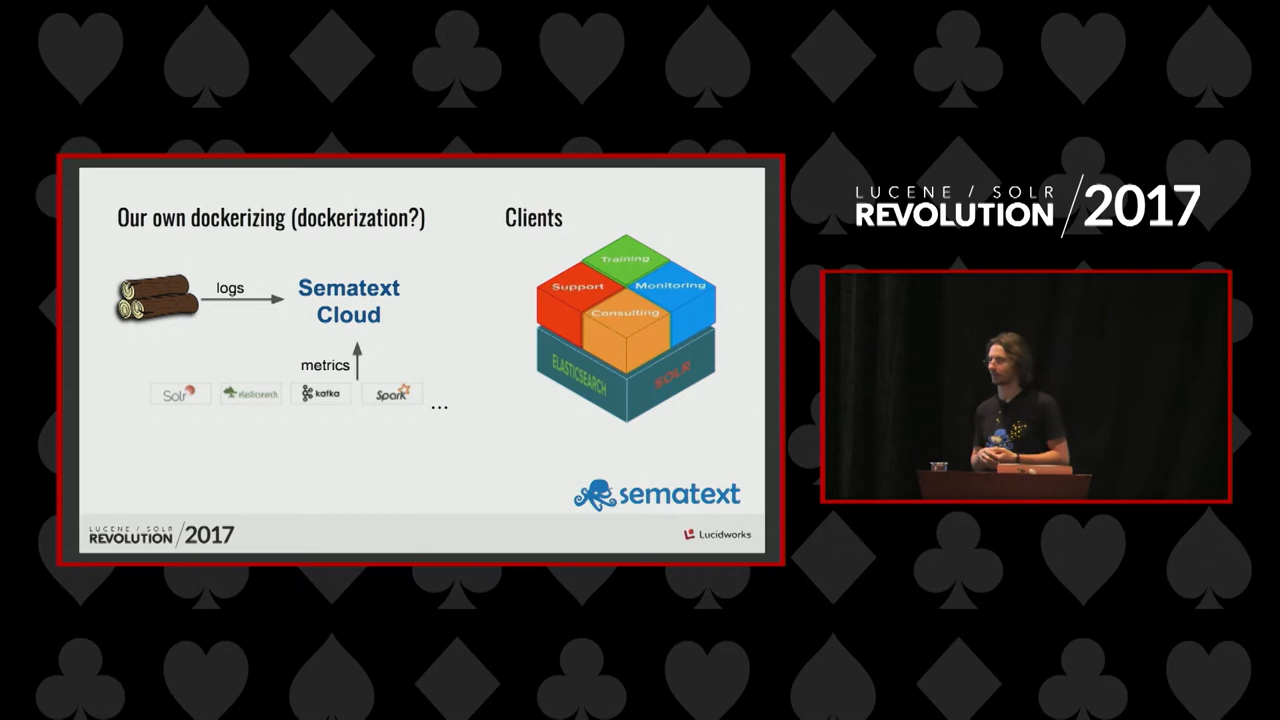 Our own dockerizing (dockerization?)
Clients
logs
Sematext
Cloud
metrics
Solr
elasticsearch.
kafka
Spark
...
Training
Support
Monitoring
Consulting
ELASTICSEARCH
SOLR
sematext
LUCENE / SOLR
REVOLUTION / 2017
Lucidworks
LUCENE / SOLR
REVOLUTION / 2017